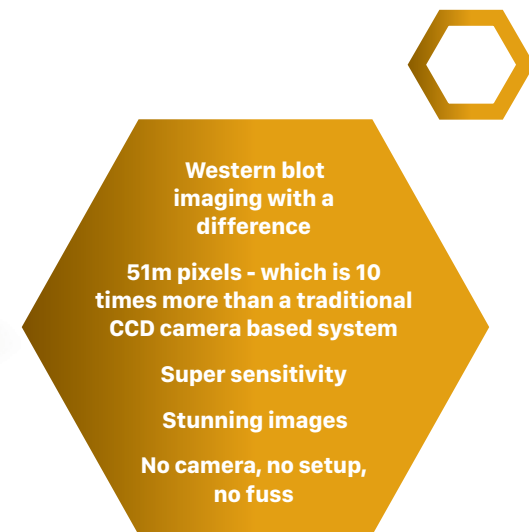 Western blot
imaging with a
difference
51m pixels - which is 10
times more than a traditional
CCD camera based system
Super sensitivity
Stunning images
No camera, no setup,
no fuss